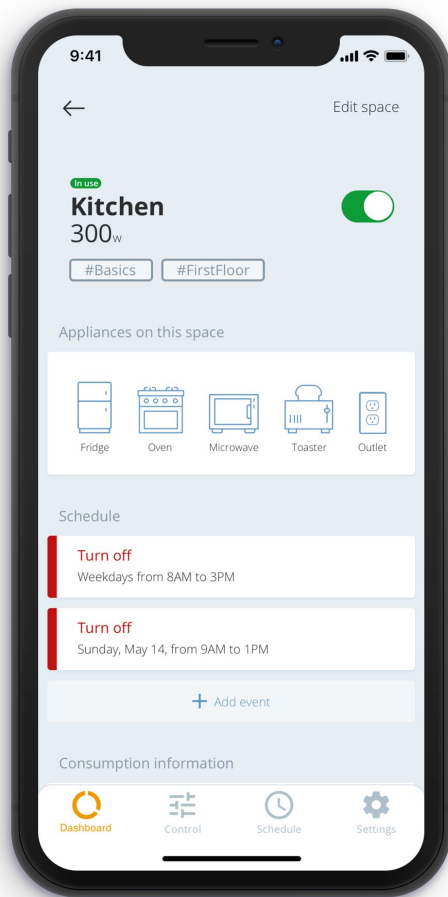 9:41
Edit space
In use
Kitchen
300w
#Basics #FirstFloor
Appliances on this space
Fridge Oven Microwave Toaster Outlet
Schedule
Turn off
Weekdays from 8AM to 3PM
Turn off
Sunday, May 14, from 9AM to 1PM
+ Add event
Consumption information
Dashboard Control Schedule Settings